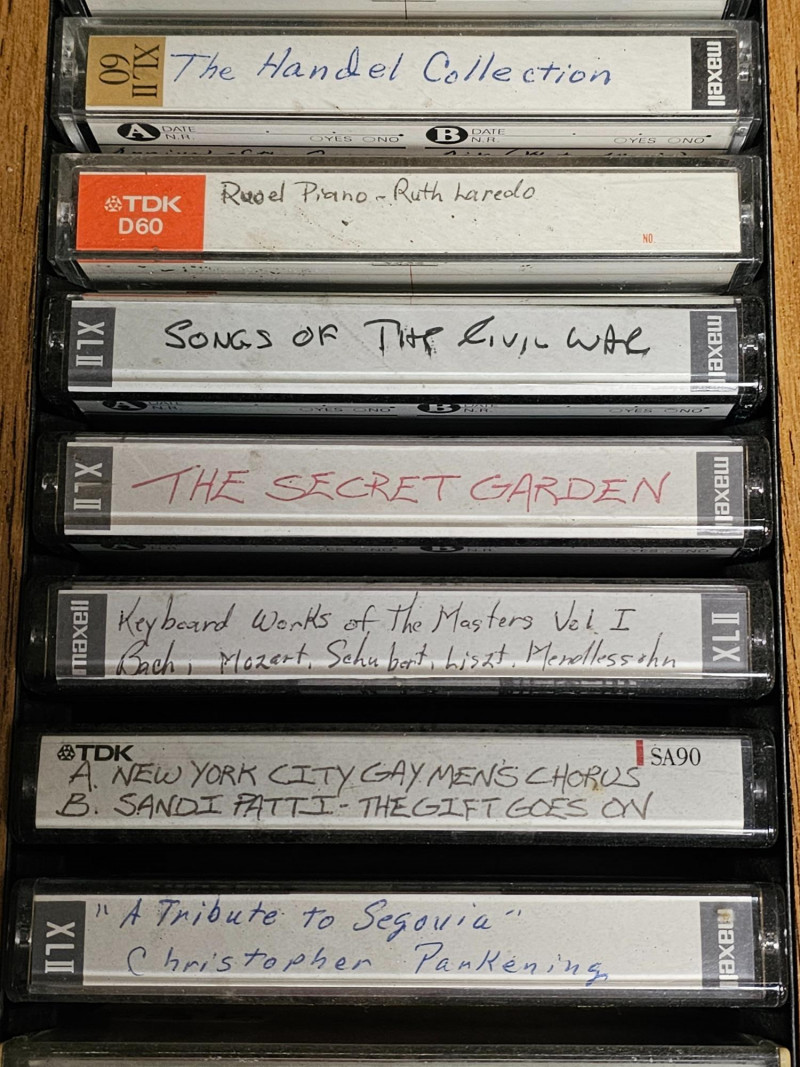 XLII 60
The Handel Collection
maxell
A DATE N.R. YES NO B DATE N.R. YES NO
TDK
D60
Piano - Ruth Laredo
NO.
XLII
SONGS OF THE CIVIL WAR
maxell
A YES NO B N.R. YES NO
XLII
THE SECRET GARDEN
maxell
maxell
Keyboard Works of The Masters Vol I
Bach, Mozart, Schubert, Liszt, Mendlessohn
XLII
TDK
SA90
A. NEW YORK CITY GAY MEN'S CHORUS
B. SANDI PATTI - THE GIFT GOES ON
XLII
"A Tribute to Segovia"
Christopher Parkening
maxell